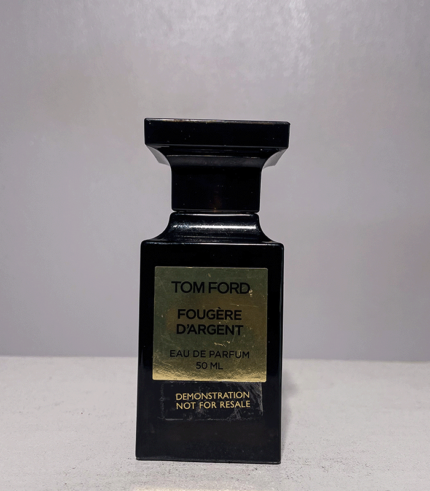 TOM FORD
FOUGÈRE
D'ARGENT
EAU DE PARFUM
50 ML
DEMONSTRATION
NOT FOR RESALE